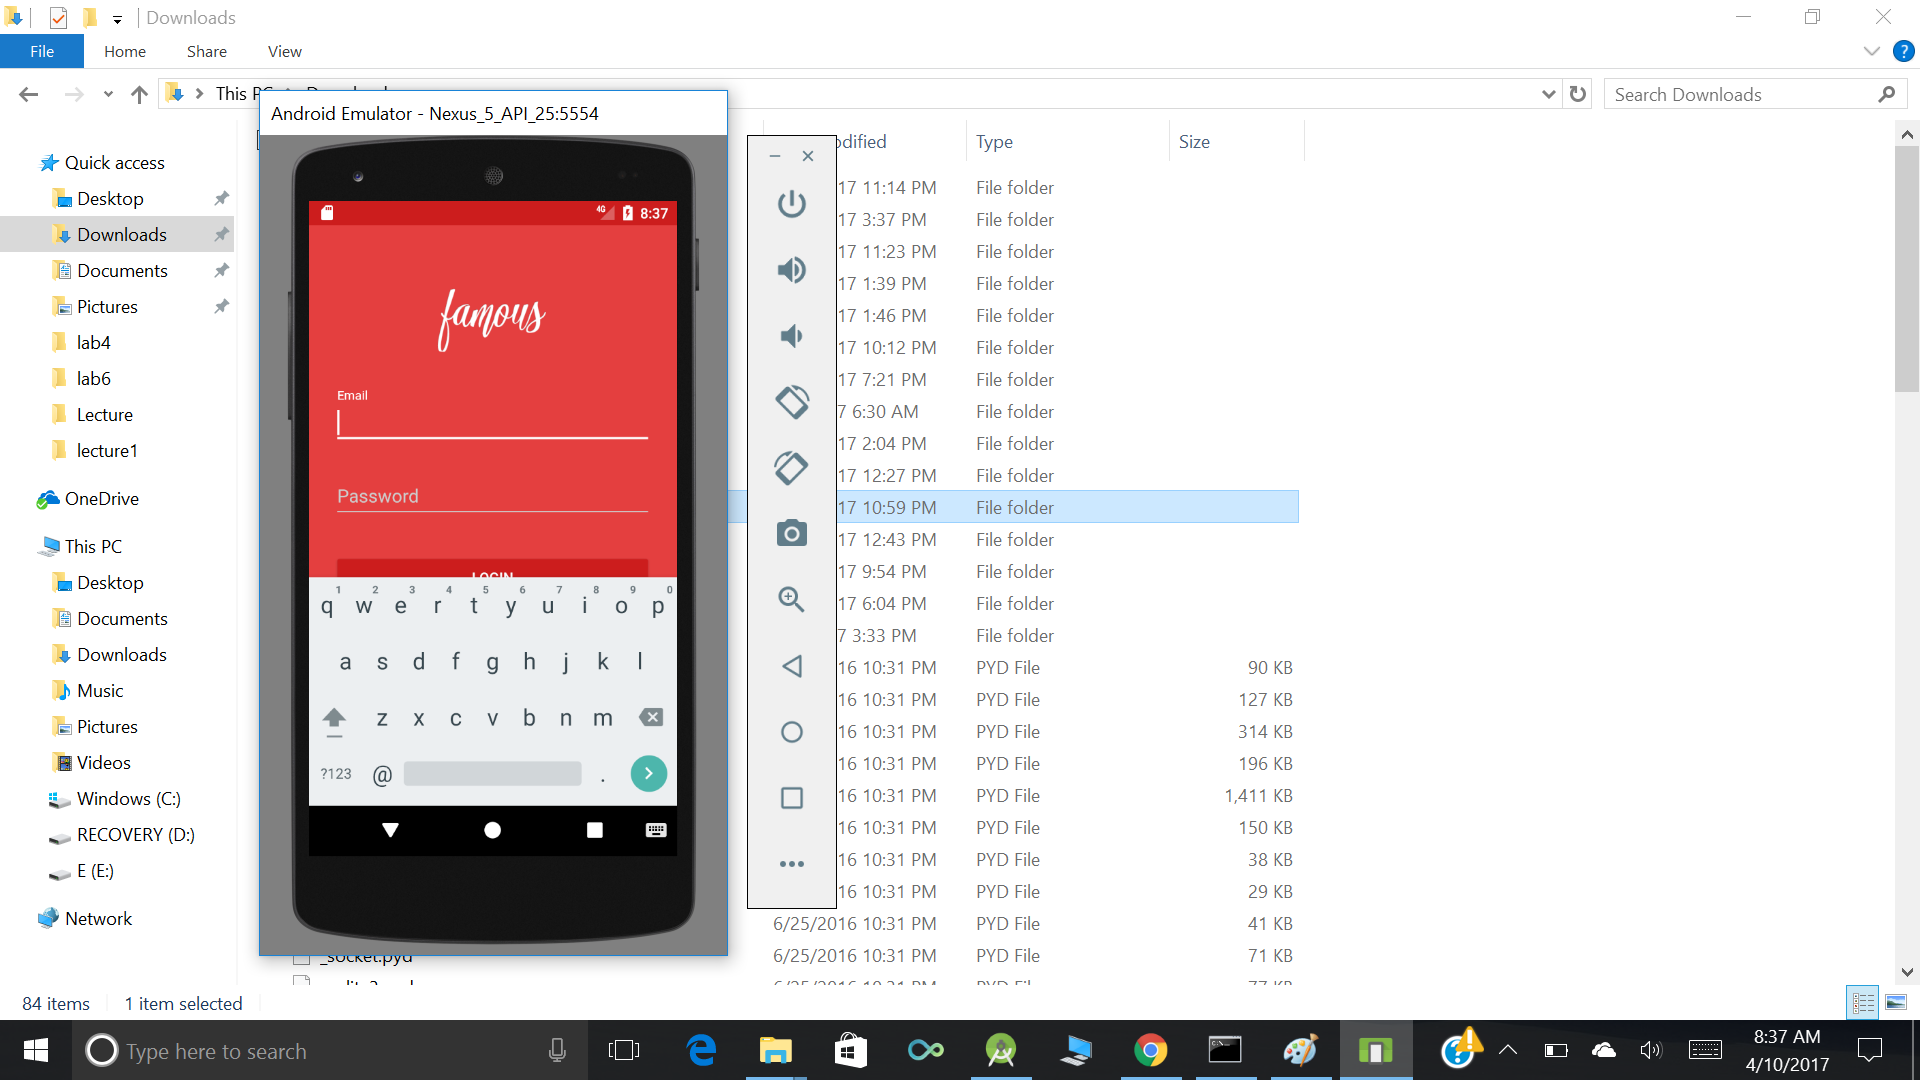 Downloads
File Home Share View
This PC
Search Downloads
Android Emulator - Nexus_5_API_25:5554
Type Size
Quick access
Desktop
Downloads
Documents
Pictures
lab4
lab6
Lecture
lecture1
OneDrive
This PC
Desktop
Documents
Downloads
Music
Pictures
Videos
Windows (C:)
RECOVERY (D:)
E (E:)
Network
4G 8:37
famous
Email
Password
LOGIN
1 2 3 4 5 6 7 8 9 0
q w e r t y u i o p
a s d f g h j k l
z x c v b n m
?123 @ .
17 11:14 PM File folder
17 3:37 PM File folder
17 11:23 PM File folder
17 1:39 PM File folder
17 1:46 PM File folder
17 10:12 PM File folder
17 7:21 PM File folder
7 6:30 AM File folder
17 2:04 PM File folder
17 12:27 PM File folder
17 10:59 PM File folder
17 12:43 PM File folder
17 9:54 PM File folder
17 6:04 PM File folder
7 3:33 PM File folder
16 10:31 PM PYD File 90 KB
16 10:31 PM PYD File 127 KB
16 10:31 PM PYD File 314 KB
16 10:31 PM PYD File 196 KB
16 10:31 PM PYD File 1,411 KB
16 10:31 PM PYD File 150 KB
16 10:31 PM PYD File 38 KB
16 10:31 PM PYD File 29 KB
6/25/2016 10:31 PM PYD File 41 KB
_socket.pyd 6/25/2016 10:31 PM PYD File 71 KB
84 items 1 item selected
Type here to search
8:37 AM
4/10/2017